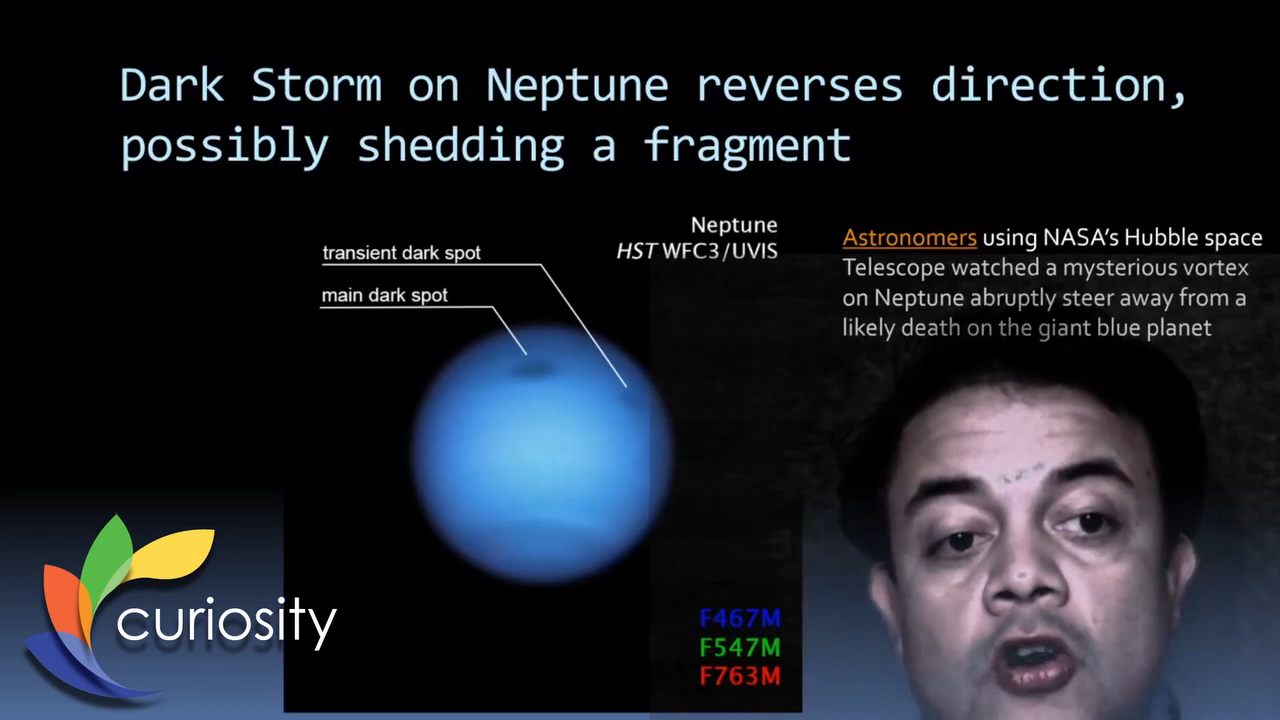 Dark Storm on Neptune reverses direction,
possibly shedding a fragment
Neptune
HST WFC3/UVIS
transient dark spot
main dark spot
Astronomers using NASA's Hubble space
Telescope watched a mysterious vortex
on Neptune abruptly steer away from a
likely death on the giant blue planet
F467M
F547M
F763M
curiosity